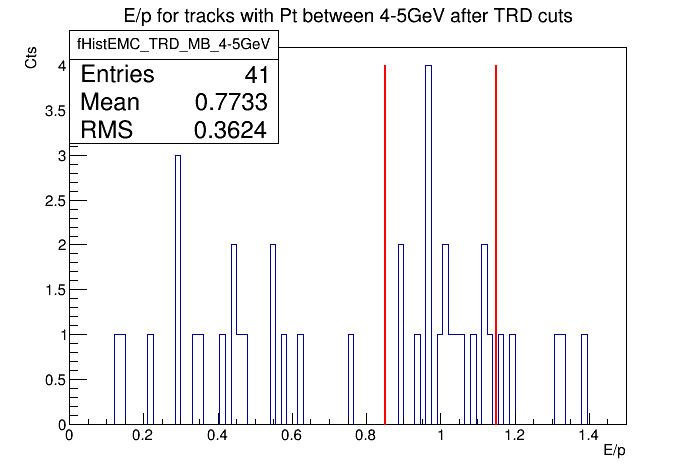 E/p for tracks with Pt between 4-5GeV after TRD cuts
fHistEMC_TRD_MB_4-5GeV
Entries 41
Mean 0.7733
RMS 0.3624
Cts
4
3.5
3
2.5
2
1.5
1
0.5
0
0 0.2 0.4 0.6 0.8 1 1.2 1.4
E/p